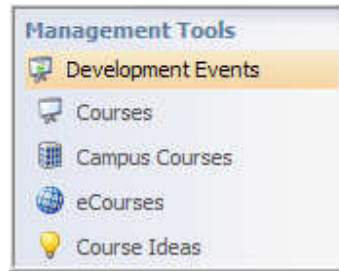 Management Tools
Development Events
Courses
Campus Courses
eCourses
Course Ideas